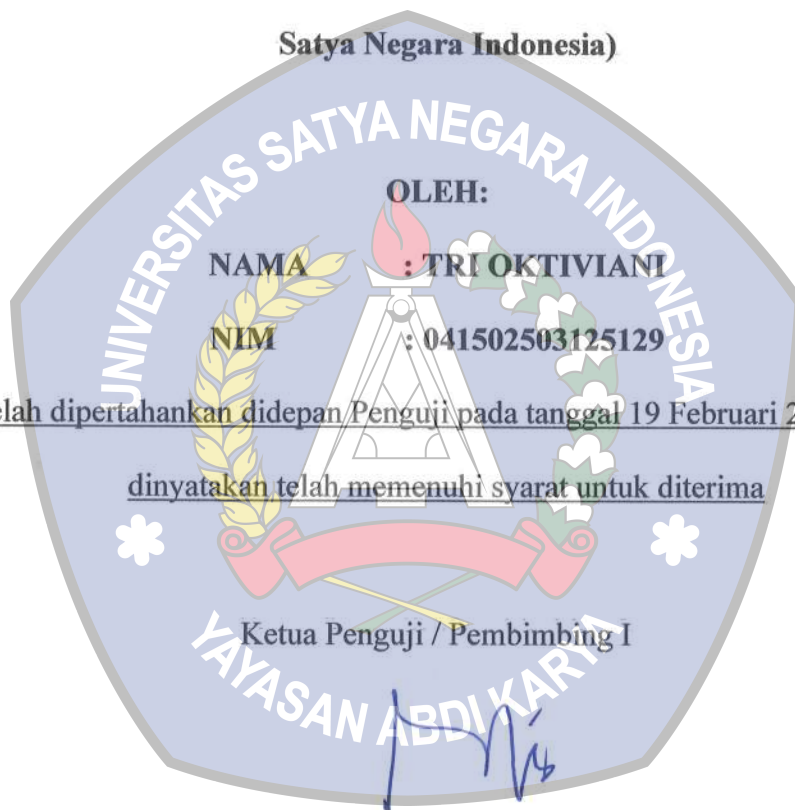 Satya Negara Indonesia)
UNIVERSITAS SATYA NEGARA INDONESIA
OLEH:
NAMA : TRI OKTIVIANI
NIM : 041502503125129
elah dipertahankan didepan Penguji pada tanggal 19 Februari 2
dinyatakan telah memenuhi syarat untuk diterima
Ketua Penguji / Pembimbing I
YAYASAN ABDI KARYA